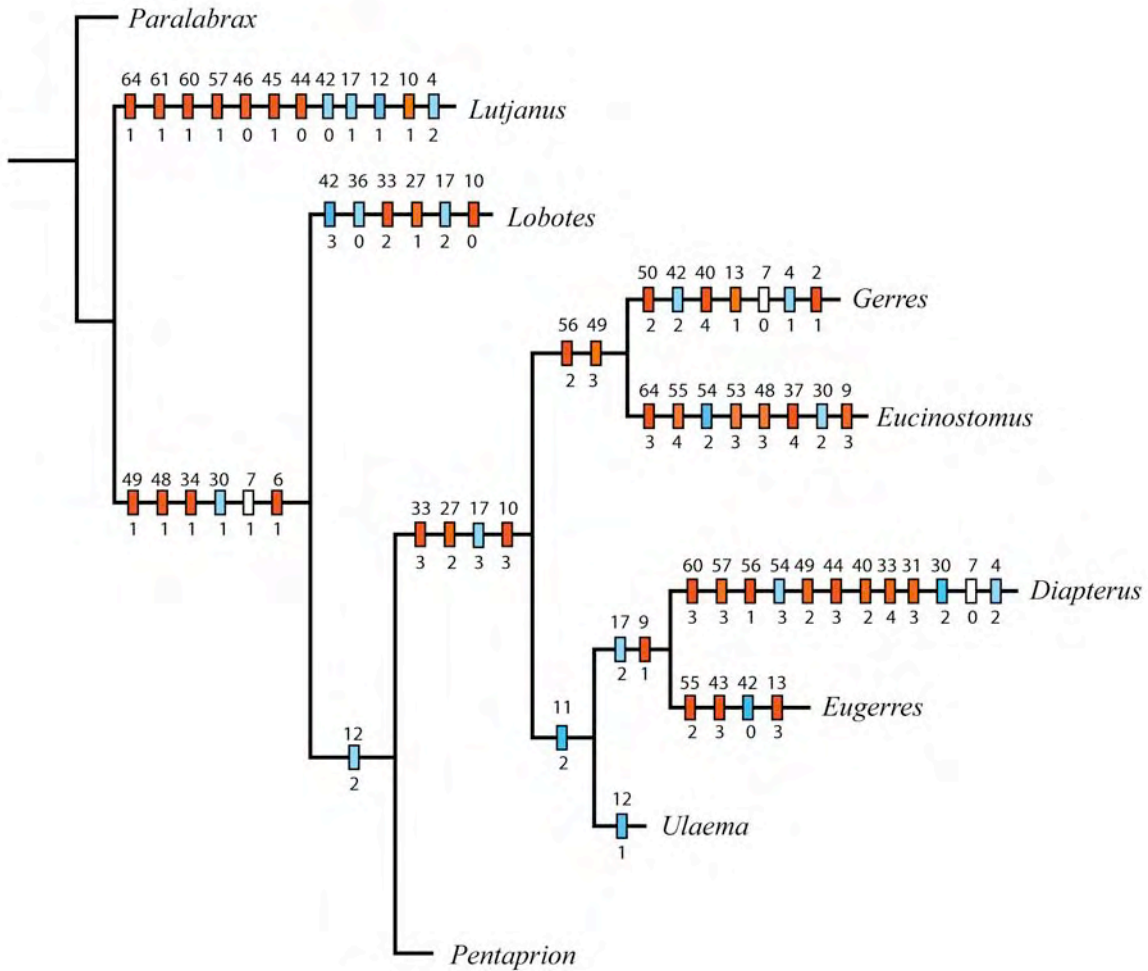 Paralabrax
64 61 60 57 46 45 44 42 17 12 10 4
Lutjanus
1 1 1 1 0 1 0 0 1 1 1 2
42 36 33 27 17 10
Lobotes
3 0 2 1 2 0
50 42 40 13 7 4 2
Gerres
2 2 4 1 0 1 1
56 49
2 3
64 55 54 53 48 37 30 9
Eucinostomus
3 4 2 3 3 4 2 3
49 48 34 30 7 6
1 1 1 1 1 1
33 27 17 10
3 2 3 3
60 57 56 54 49 44 40 33 31 30 7 4
Diapterus
3 3 1 3 2 3 2 4 3 2 0 2
17 9
2 1
55 43 42 13
Eugerres
2 3 0 3
11
2
12
2
12
Ulaema
1
Pentaprion